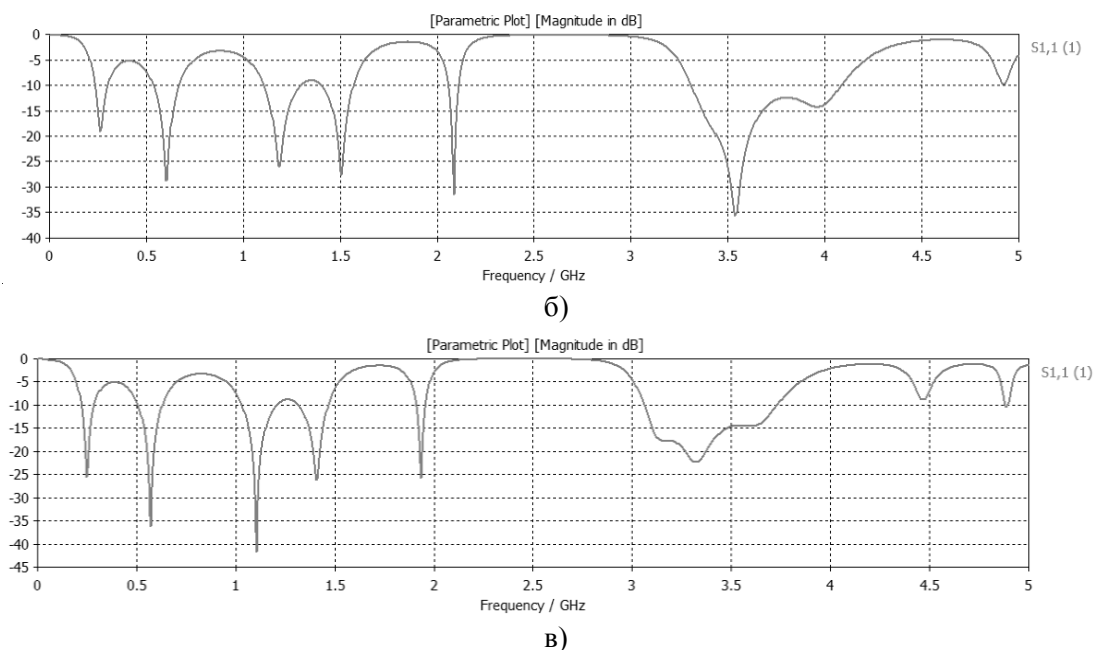 [Parametric Plot] [Magnitude in dB]
0
-5
-10
-15
-20
-25
-30
-35
-40
S1,1 (1)
0 0.5 1 1.5 2 2.5 3 3.5 4 4.5 5
Frequency / GHz
б)
[Parametric Plot] [Magnitude in dB]
0
-5
-10
-15
-20
-25
-30
-35
-40
-45
S1,1 (1)
0 0.5 1 1.5 2 2.5 3 3.5 4 4.5 5
Frequency / GHz
в)